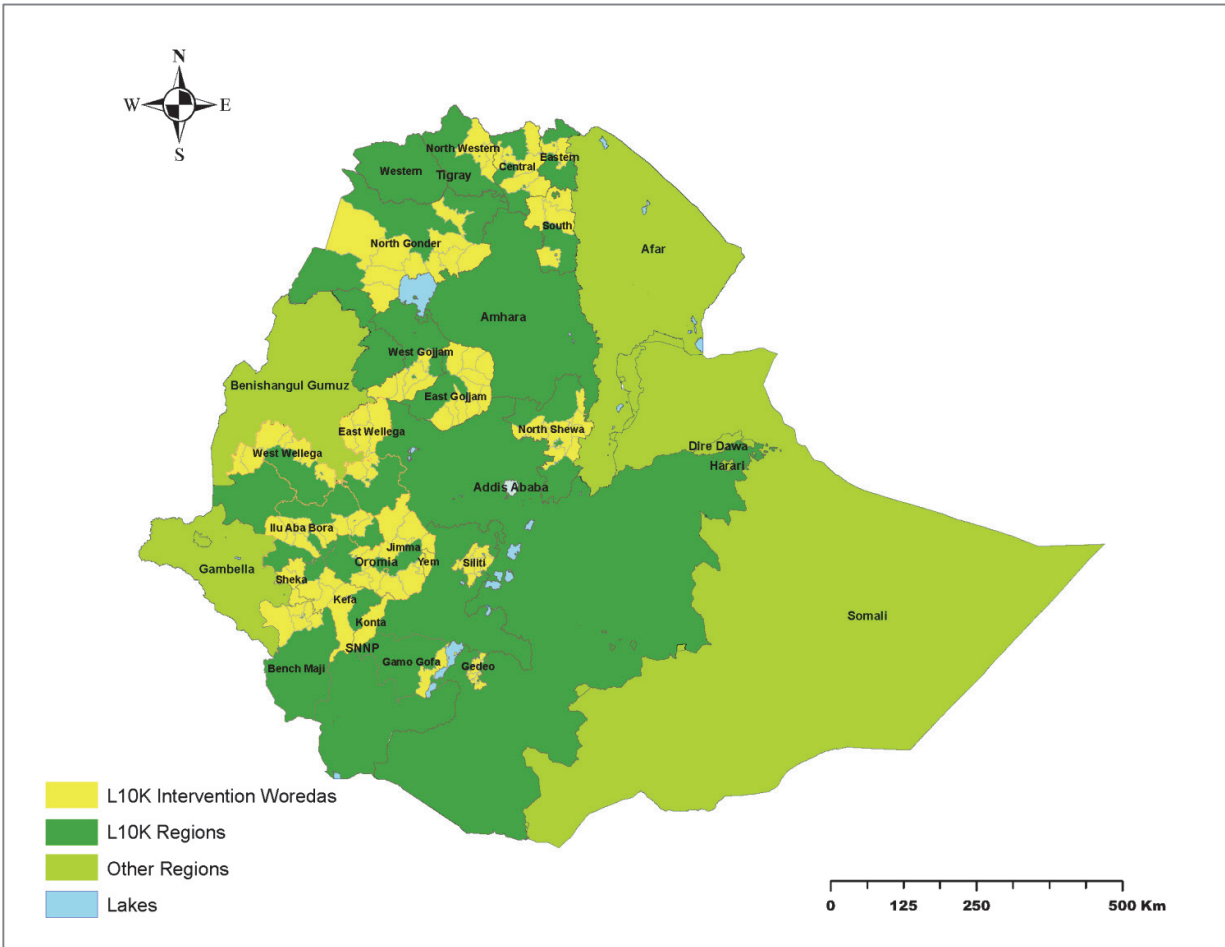 N
W E
S
North Western
Eastern
Central
Western
Tigray
South
North Gonder
Afar
Amhara
West Gojjam
Benishangul Gumuz
East Gojjam
East Wellega
North Shewa
Dire Dawa
West Wellega
Harari
Addis Ababa
Ilu Aba Bora
Jimma
Oromia
Yem
Siliti
Gambella
Sheka
Kefa
Somali
Konta
SNNP
Gamo Gofa
Gedeo
Bench Maji
L10K Intervention Woredas
L10K Regions
Other Regions
Lakes
0 125 250 500 Km